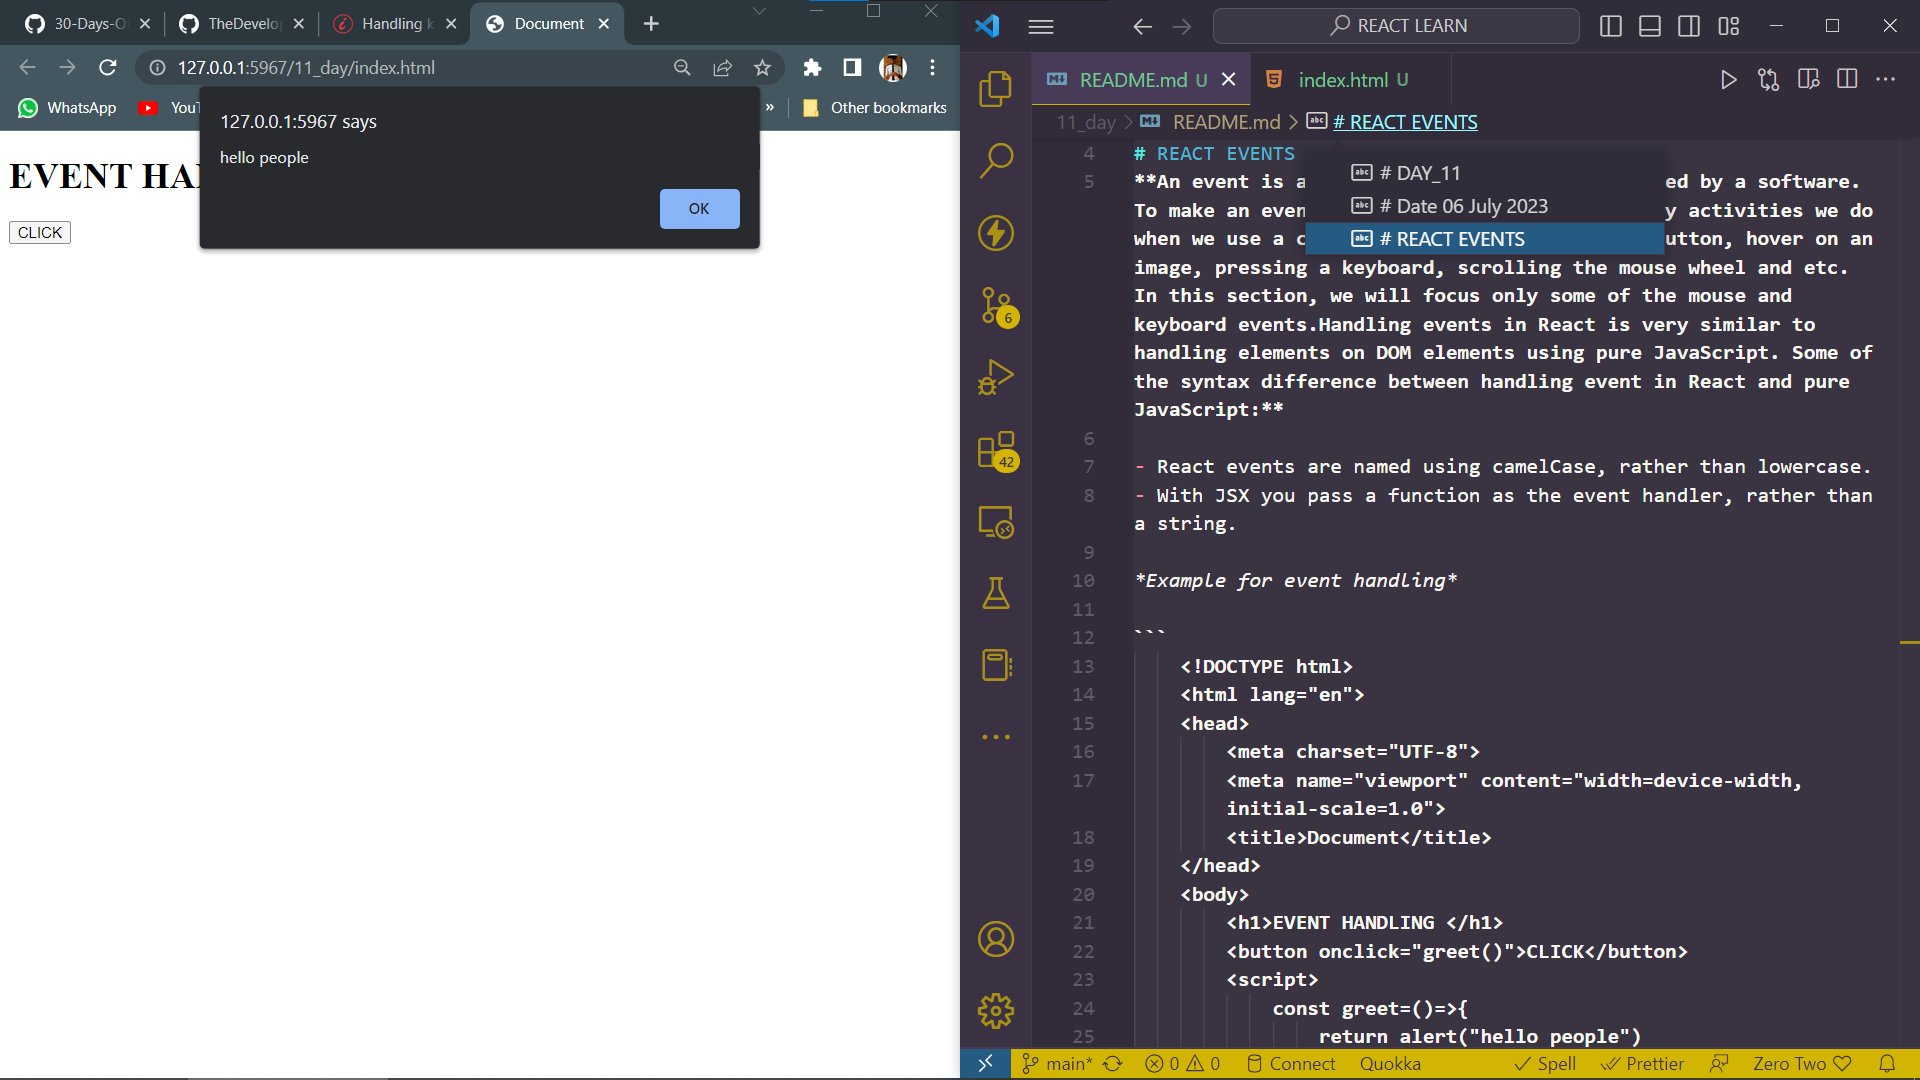 30-Days-O
TheDevelo
Handling
Document
127.0.0.1:5967/11_day/index.html
WhatsApp
YouT
»
Other bookmarks
127.0.0.1:5967 says
hello people
OK
EVENT HAN
CLICK
REACT LEARN
README.md U
index.html U
11_day > README.md > # REACT EVENTS
# DAY_11
# Date 06 July 2023
# REACT EVENTS
4 # REACT EVENTS
5 **An event is a ed by a software.
To make an even y activities we do
when we use a c utton, hover on an
image, pressing a keyboard, scrolling the mouse wheel and etc.
In this section, we will focus only some of the mouse and
keyboard events.Handling events in React is very similar to
handling elements on DOM elements using pure JavaScript. Some of
the syntax difference between handling event in React and pure
JavaScript:**
6
7 - React events are named using camelCase, rather than lowercase.
8 - With JSX you pass a function as the event handler, rather than
a string.
9
10 *Example for event handling*
11
12 ```
13 <!DOCTYPE html>
14 <html lang="en">
15 <head>
16 <meta charset="UTF-8">
17 <meta name="viewport" content="width=device-width,
initial-scale=1.0">
18 <title>Document</title>
19 </head>
20 <body>
21 <h1>EVENT HANDLING </h1>
22 <button onclick="greet()">CLICK</button>
23 <script>
24 const greet=()=>{
25 return alert("hello people")
6
42
main*
0 0
Connect
Quokka
Spell
Prettier
Zero Two